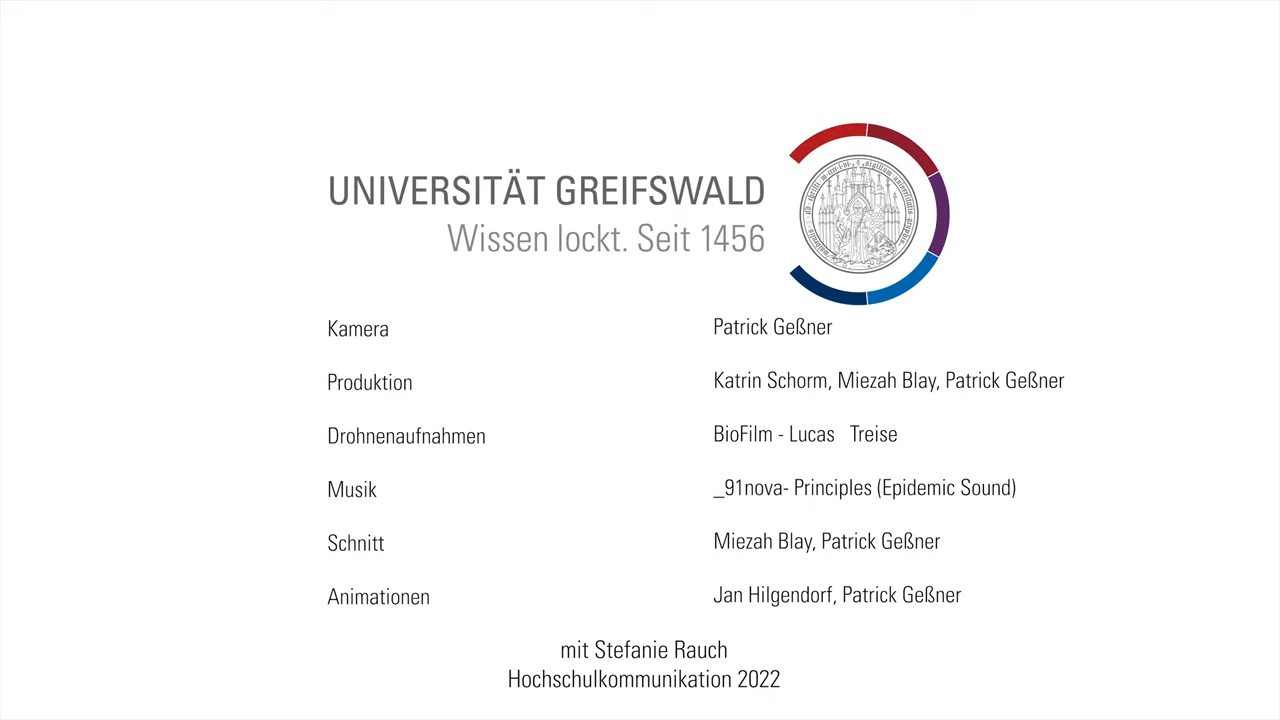 UNIVERSITÄT GREIFSWALD
Wissen lockt. Seit 1456
Kamera Patrick Geßner
Produktion Katrin Schorm, Miezah Blay, Patrick Geßner
Drohnenaufnahmen BioFilm - Lucas Treise
Musik _91nova- Principles (Epidemic Sound)
Schnitt Miezah Blay, Patrick Geßner
Animationen Jan Hilgendorf, Patrick Geßner
mit Stefanie Rauch
Hochschulkommunikation 2022